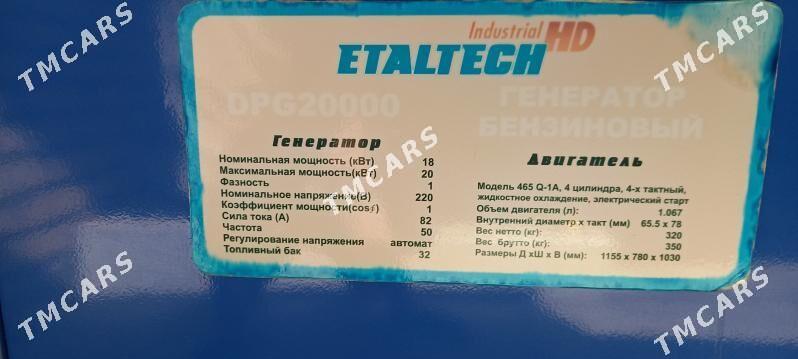 Industrial HD
ETALTECH
DPG20000
ГЕНЕРАТОР
БЕНЗИНОВЫЙ
Генератор
Номинальная мощность (кВт) 18
Максимальная мощность(кВт) 20
Фазность 1
Номинальное напряжение(В) 220
Коэффициент мощности(cosf) 1
Сила тока (А) 82
Частота 50
Регулирование напряжения автомат
Топливный бак 32
Двигатель
Модель 465 Q-1A, 4 цилиндра, 4-х тактный,
жидкостное охлаждение, электрический старт
Объем двигателя (л): 1.067
Внутренний диаметр х такт (мм) 65.5 x 78
Вес нетто (кг): 320
Вес брутто (кг): 350
Размеры Д хШ х В (мм): 1155 x 780 x 1030
TMCARS
TMCARS
TMCARS
TMCARS
TMCARS
TMCARS